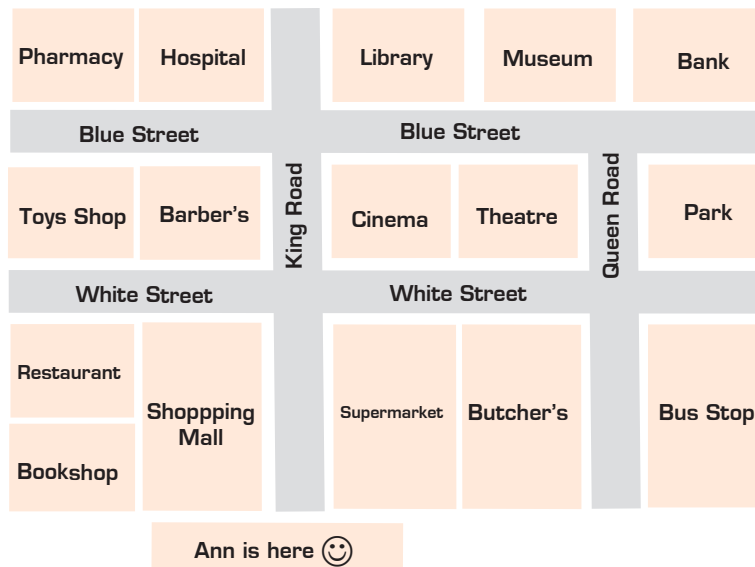 Pharmacy
Hospital
Library
Museum
Bank
Blue Street
Blue Street
King Road
Queen Road
Toys Shop
Barber's
Cinema
Theatre
Park
White Street
White Street
Restaurant
Shoppping
Mall
Supermarket
Butcher's
Bus Stop
Bookshop
Ann is here